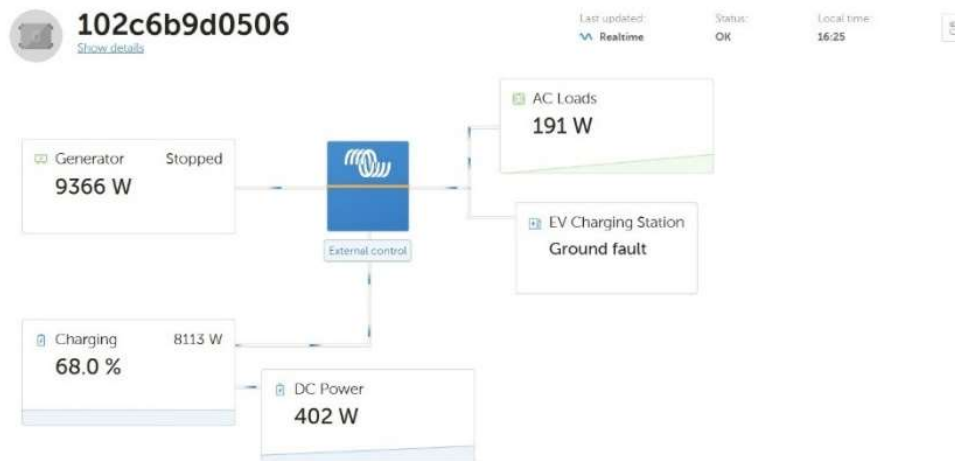 102c6b9d0506
Show details
Last updated:
Realtime
Status:
OK
Local time:
16:25
AC Loads
191 W
Generator Stopped
9366 W
EV Charging Station
Ground fault
External control
Charging 8113 W
68.0 %
DC Power
402 W